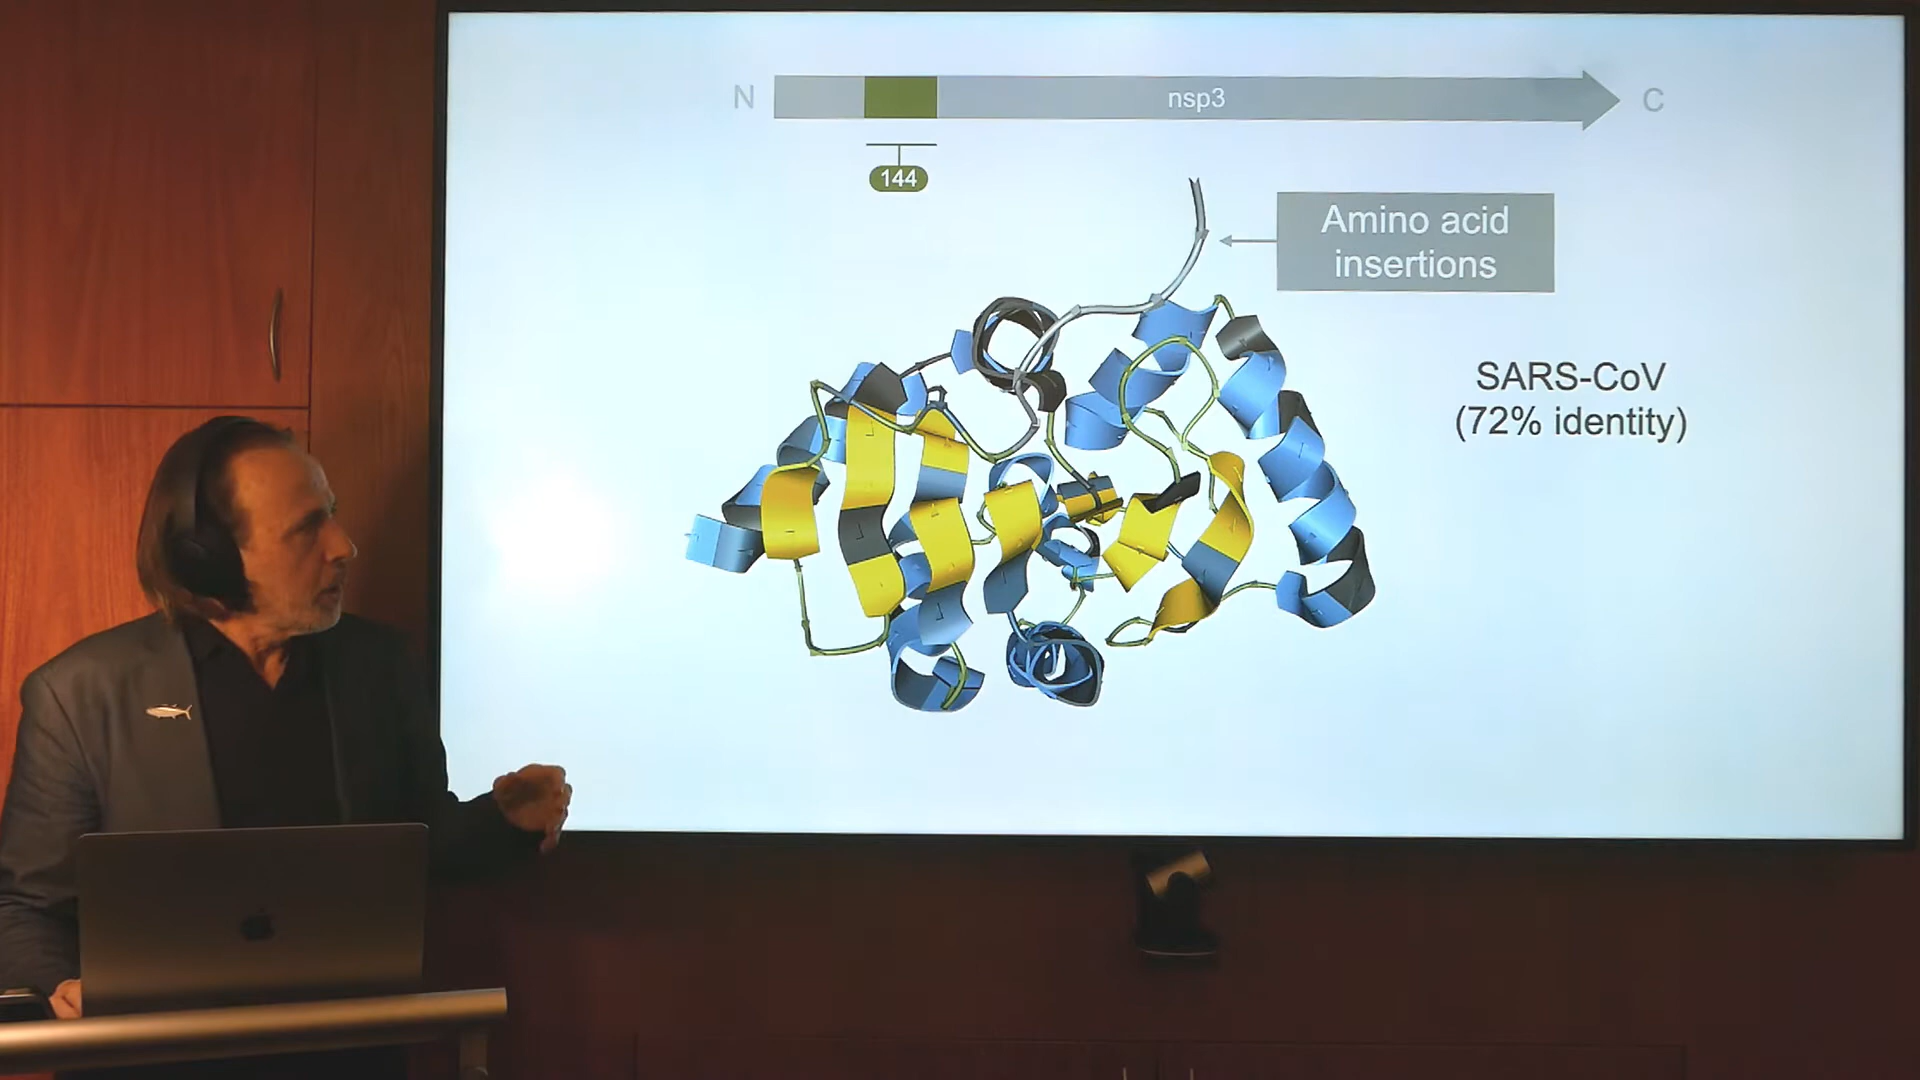 N
nsp3
C
144
Amino acid
insertions
SARS-CoV
(72% identity)